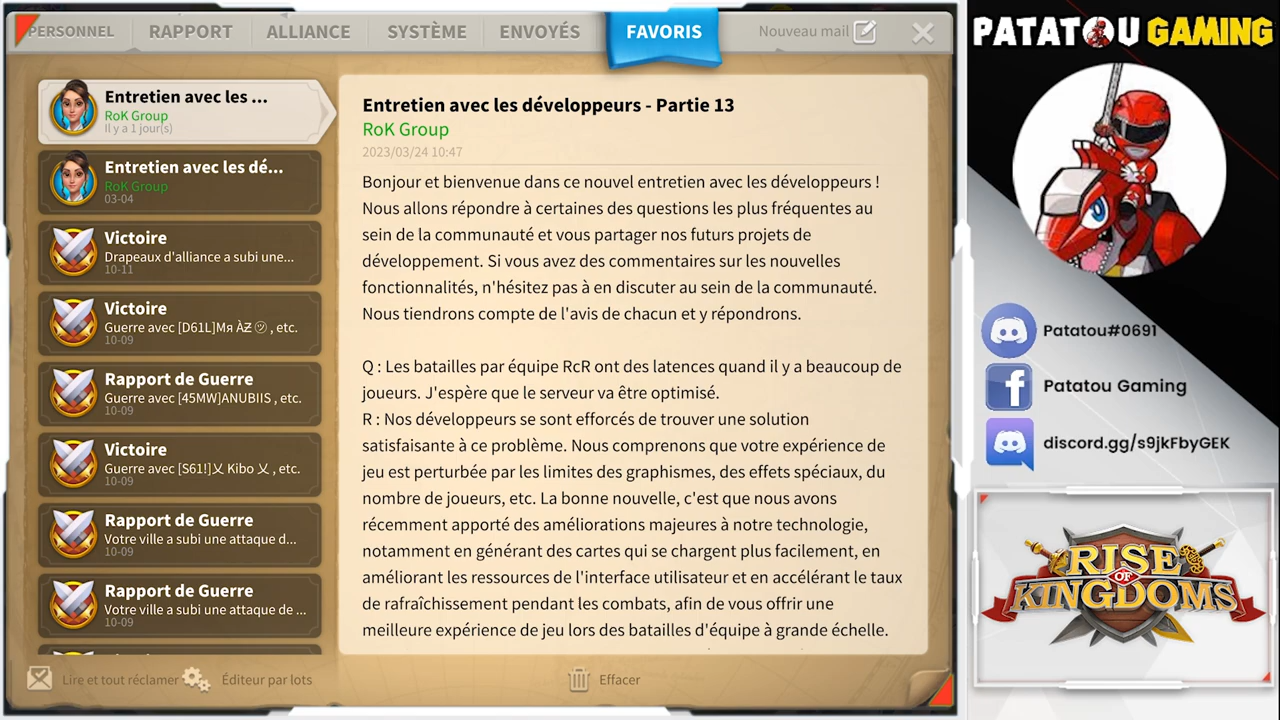 PERSONNEL
RAPPORT
ALLIANCE
SYSTÈME
ENVOYÉS
FAVORIS
Nouveau mail
Entretien avec les ...
RoK Group
Il y a 1 jour(s)
Entretien avec les dé...
RoK Group
03-04
Victoire
Drapeaux d'alliance a subi une...
10-11
Victoire
Guerre avec [D61L]Mя ÀƵ ㋡ , etc.
10-09
Rapport de Guerre
Guerre avec [45MW]ANUBIIS , etc.
10-09
Victoire
Guerre avec [S61!]乂 Kibo 乂 , etc.
10-09
Rapport de Guerre
Votre ville a subi une attaque d...
10-09
Rapport de Guerre
Votre ville a subi une attaque de ...
10-09
Entretien avec les développeurs - Partie 13
RoK Group
2023/03/24 10:47
Bonjour et bienvenue dans ce nouvel entretien avec les développeurs !
Nous allons répondre à certaines des questions les plus fréquentes au
sein de la communauté et vous partager nos futurs projets de
développement. Si vous avez des commentaires sur les nouvelles
fonctionnalités, n'hésitez pas à en discuter au sein de la communauté.
Nous tiendrons compte de l'avis de chacun et y répondrons.
Q : Les batailles par équipe RcR ont des latences quand il y a beaucoup de
joueurs. J'espère que le serveur va être optimisé.
R : Nos développeurs se sont efforcés de trouver une solution
satisfaisante à ce problème. Nous comprenons que votre expérience de
jeu est perturbée par les limites des graphismes, des effets spéciaux, du
nombre de joueurs, etc. La bonne nouvelle, c'est que nous avons
récemment apporté des améliorations majeures à notre technologie,
notamment en générant des cartes qui se chargent plus facilement, en
améliorant les ressources de l'interface utilisateur et en accélérant le taux
de rafraîchissement pendant les combats, afin de vous offrir une
meilleure expérience de jeu lors des batailles d'équipe à grande échelle.
Lire et tout réclamer
Éditeur par lots
Effacer
PATATOU GAMING
Patatou#0691
Patatou Gaming
discord.gg/s9jkFbyGEK
RISE
OF
KINGDOMS